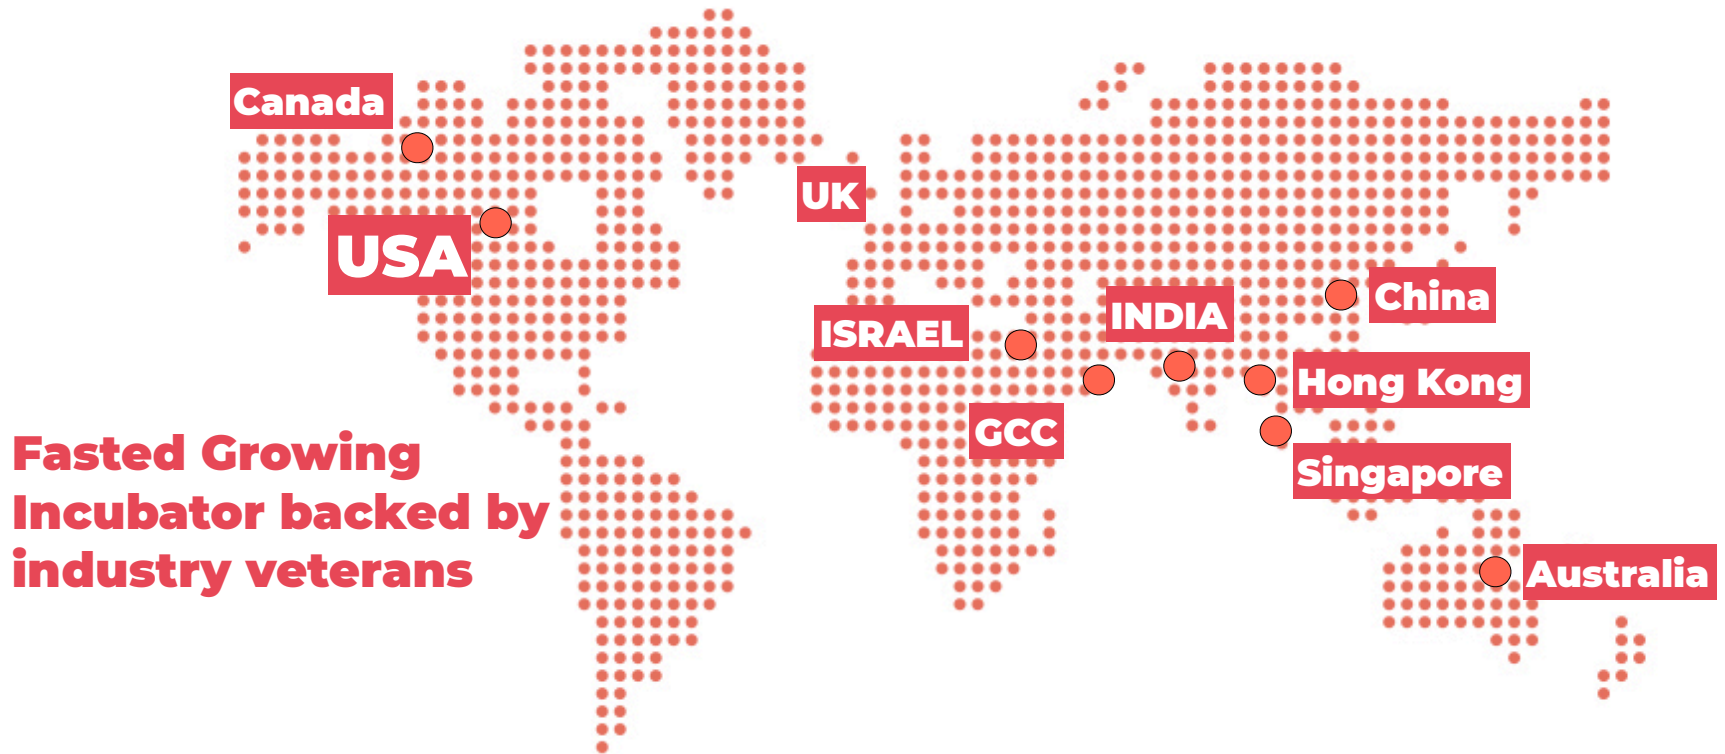 Canada
UK
USA
China
INDIA
ISRAEL
Hong Kong
GCC
Singapore
Fasted Growing
Incubator backed by
industry veterans
Australia